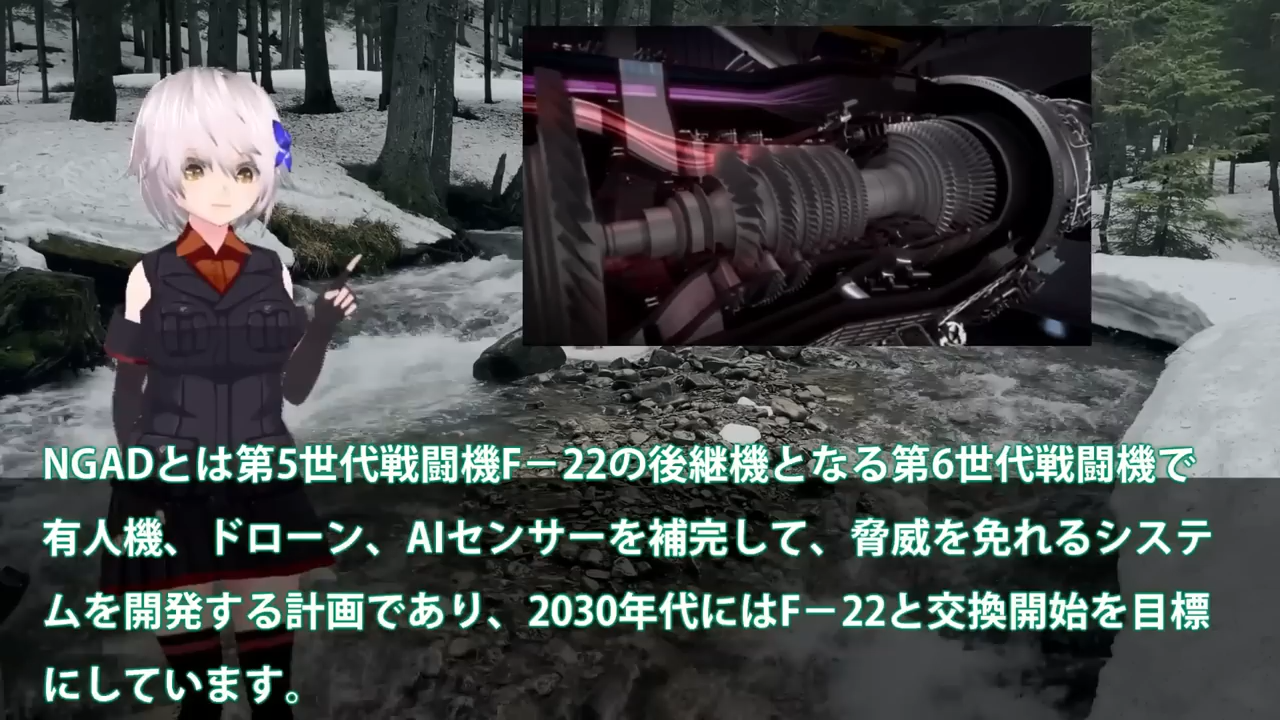 NGADとは第5世代戦闘機F－22の後継機となる第6世代戦闘機で
有人機、ドローン、AIセンサーを補完して、脅威を免れるシステ
ムを開発する計画であり、2030年代にはF－22と交換開始を目標
にしています。